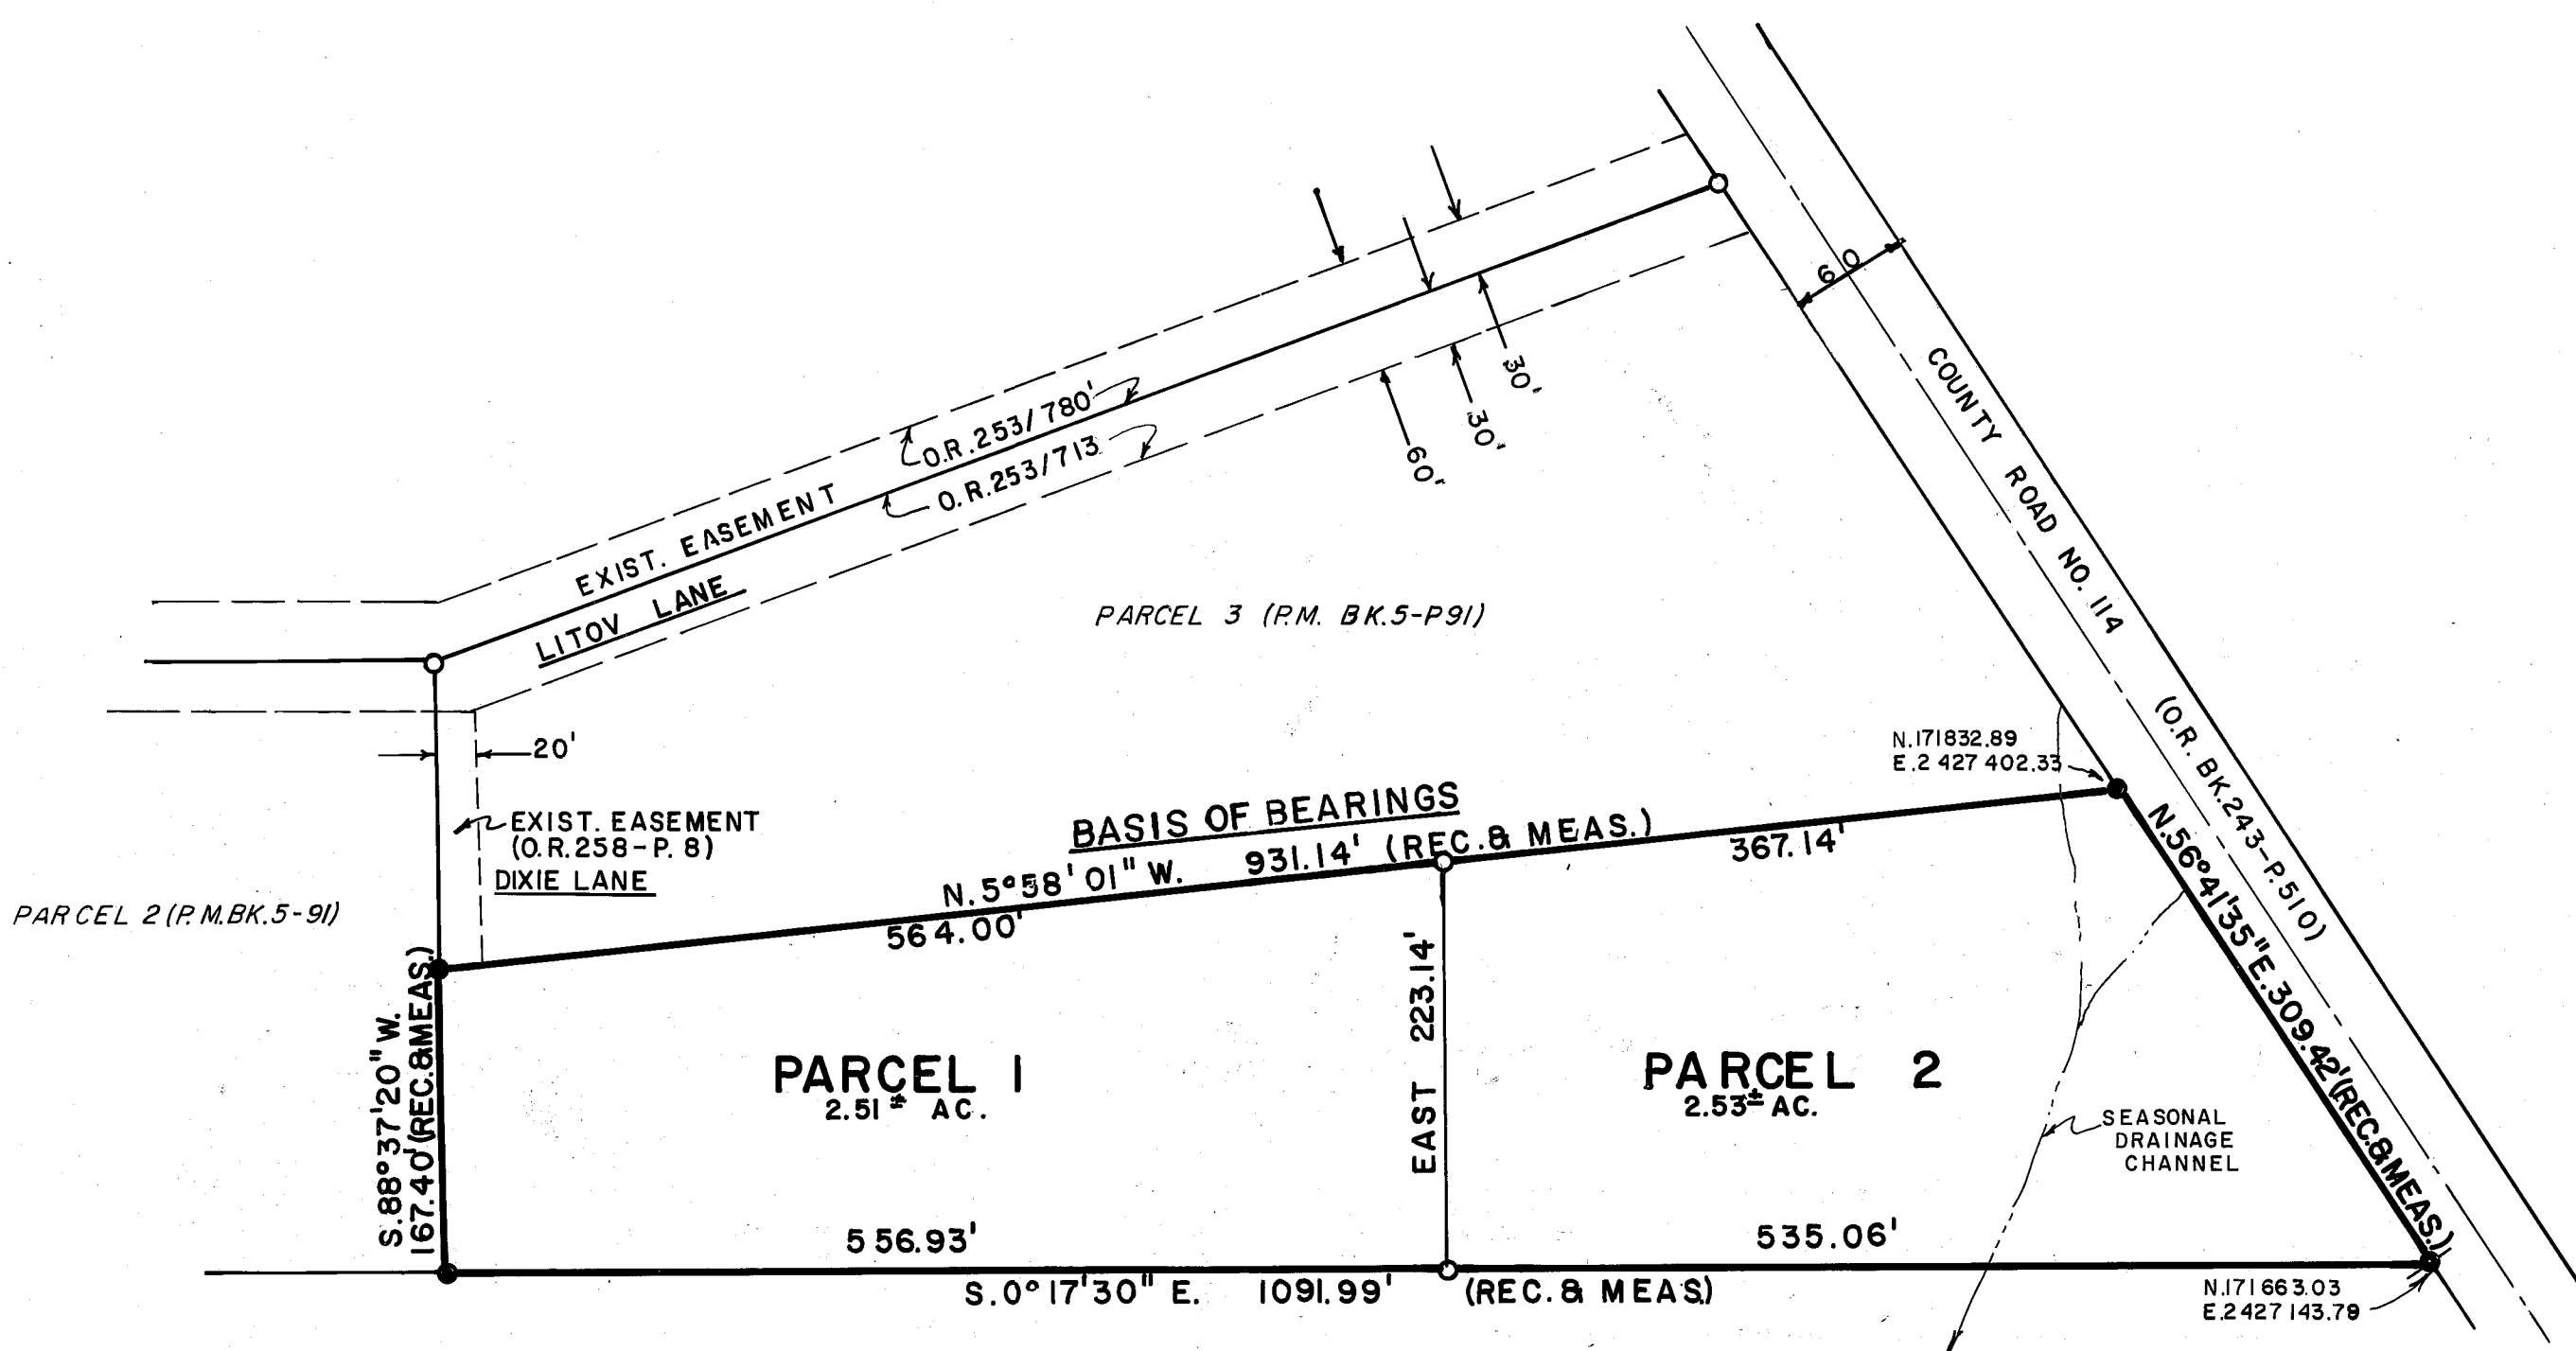 60
COUNTY ROAD NO. 114
(O.R. BK.243-P.510)
30'
30'
60'
O.R.253/780'
O.R.253/713
EXIST. EASEMENT
LITOV LANE
PARCEL 3 (P.M. BK.5-P91)
20'
EXIST. EASEMENT
(O.R.258-P. 8)
DIXIE LANE
PARCEL 2 (P.M.BK.5-91)
N.171832.89
E.2 427 402.33
BASIS OF BEARINGS
N.5°58'01"W. 931.14' (REC.& MEAS.)
564.00'
367.14'
N.56°41'35"E.309.42'(REC.&MEAS.)
S.88°37'20"W.
167.40'(REC.&MEAS.)
EAST 223.14'
PARCEL 1
2.51± AC.
PARCEL 2
2.53± AC.
SEASONAL
DRAINAGE
CHANNEL
556.93'
535.06'
S.0°17'30"E. 1091.99' (REC.& MEAS.)
N.171663.03
E.2427143.79